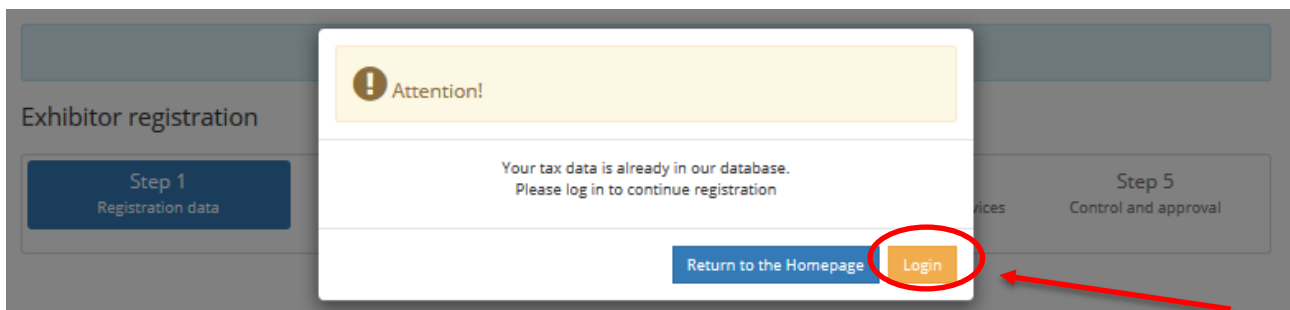 Attention!
Exhibitor registration
Your tax data is already in our database.
Please log in to continue registration
Step 1
Registration data
vices
Step 5
Control and approval
Return to the Homepage
Login